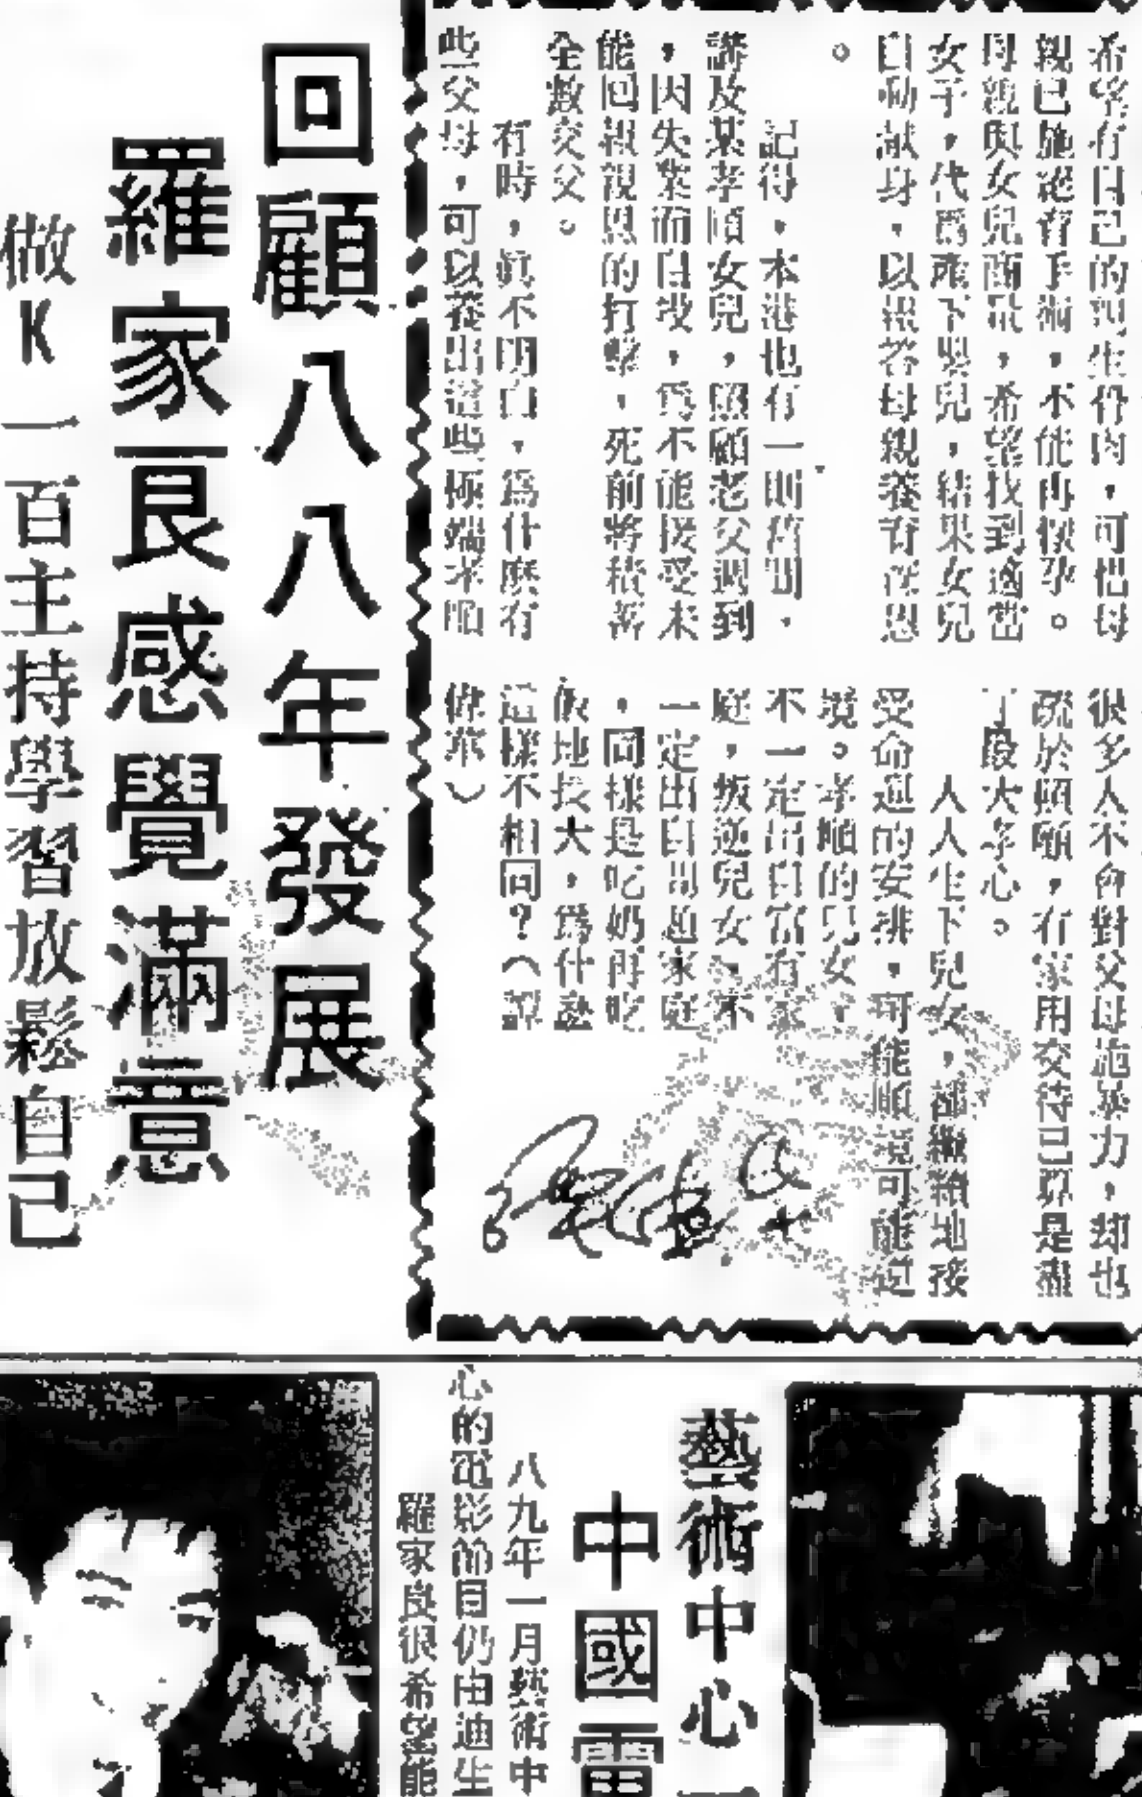 希望有自己的親生骨肉，可惜母
親已施絕育手術，不能再懷孕。
母親與女兒商量，希望找到適當
女子，代爲產下嬰兒，結果女兒
自動献身，以報答母親養育深恩
。
記得，本港也有一則舊聞，
講及某孝順女兒，照顧老父週到
，因失業而自殺，爲不能接受未
能回報親恩的打擊，死前將積蓄
全數交父。
有時，眞不明白，爲什麽有
些父母，可以養出這些極端孝順
很多人不會對父母施暴力，却也
疏於照顧，有家用交待已算是盡
了最大孝心。
人人生下兒女，都繼續地接
受命運的安排，可能順境可能逆
境。孝順的兒女
不一定出自富有家
庭，叛逆兒女，不
一定出自問題家庭
，同樣是吃奶再吃
飯地長大，爲什麽
這樣不相同？（譚
偉萃）
回顧八八年發展
羅家良感覺滿意
做K一百主持學習放鬆自己
藝術中心
中國電
八九年一月藝術中
心的電影節目仍由迪生
羅家良很希望能